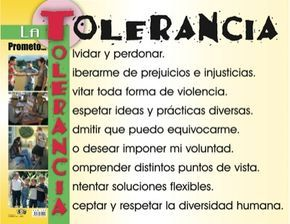 LA
TOLERANCIA
Prometo...
Olvidar y perdonar.
Liberarme de prejuicios e injusticias.
Evitar toda forma de violencia.
Respetar ideas y prácticas diversas.
Admitir que puedo equivocarme.
No desear imponer mi voluntad.
Comprender distintos puntos de vista.
Intentar soluciones flexibles.
Aceptar y respetar la diversidad humana.